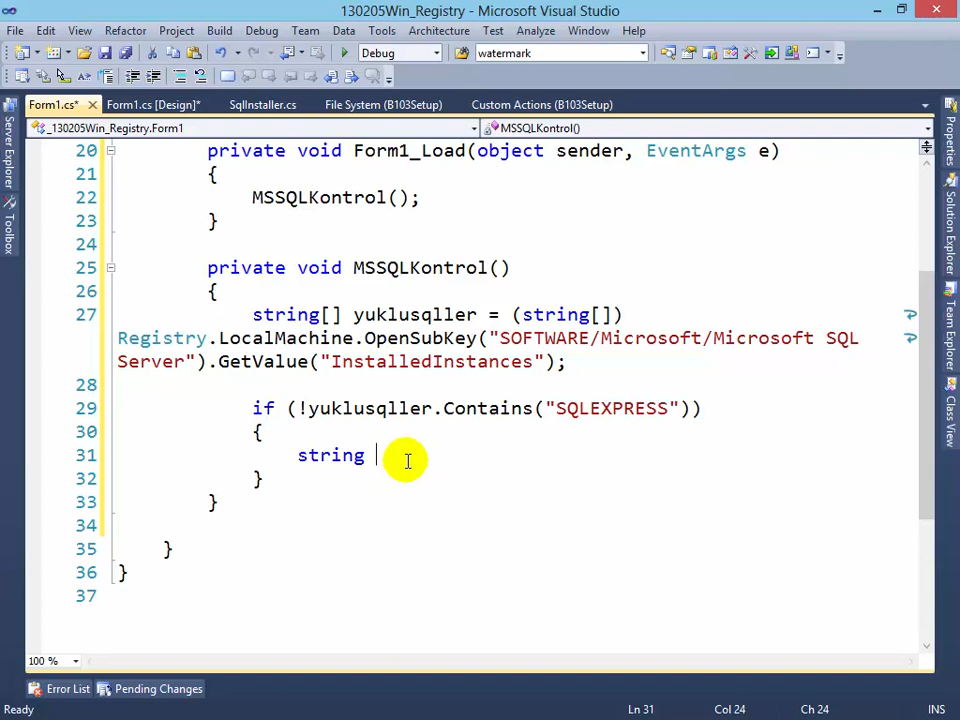 130205Win_Registry - Microsoft Visual Studio
File Edit View Refactor Project Build Debug Team Data Tools Architecture Test Analyze Window Help
Debug watermark
Form1.cs* Form1.cs [Design]* SqlInstaller.cs File System (B103Setup) Custom Actions (B103Setup)
_130205Win_Registry.Form1 MSSQLKontrol()
20 private void Form1_Load(object sender, EventArgs e)
21 {
22 MSSQLKontrol();
23 }
24
25 private void MSSQLKontrol()
26 {
27 string[] yuklusqller = (string[])
Registry.LocalMachine.OpenSubKey("SOFTWARE/Microsoft/Microsoft SQL
Server").GetValue("InstalledInstances");
28
29 if (!yuklusqller.Contains("SQLEXPRESS"))
30 {
31 string
32 }
33 }
34
35 }
36 }
37
100 %
Error List Pending Changes
Ready Ln 31 Col 24 Ch 24 INS
Server Explorer
Toolbox
Properties
Solution Explorer
Team Explorer
Class View